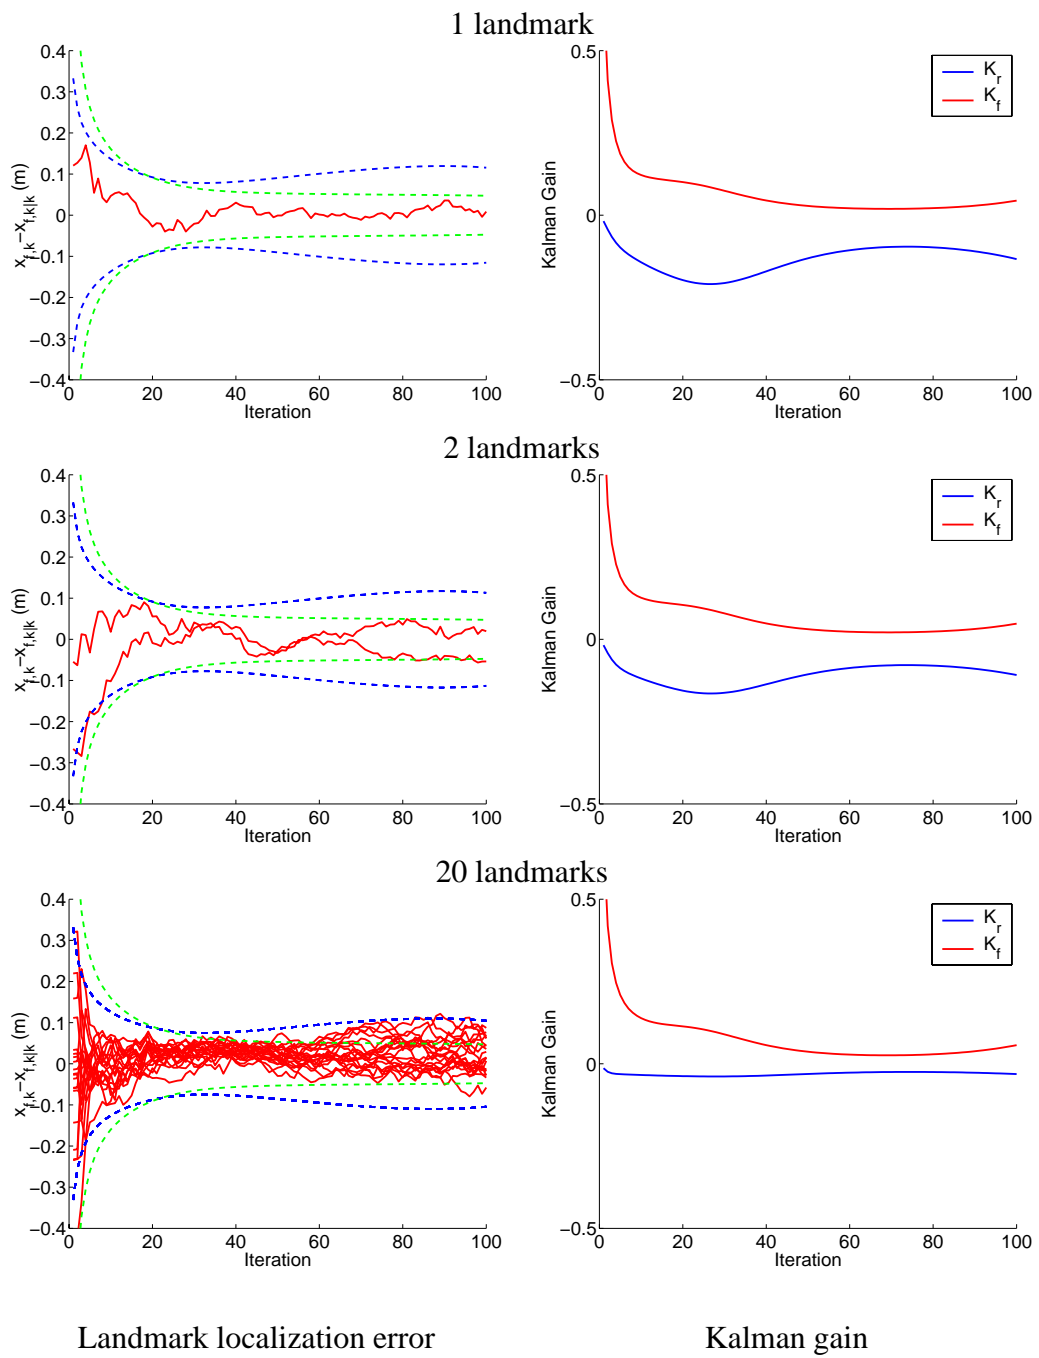 1 landmark
x_{f,k}−x_{f,k|k} (m)
0.4
0.3
0.2
0.1
0
−0.1
−0.2
−0.3
−0.4
0 20 40 60 80 100
Iteration
Kalman Gain
0.5
0
−0.5
0 20 40 60 80 100
Iteration
K_r
K_f
2 landmarks
x_{f,k}−x_{f,k|k} (m)
0.4
0.3
0.2
0.1
0
−0.1
−0.2
−0.3
−0.4
0 20 40 60 80 100
Iteration
Kalman Gain
0.5
0
−0.5
0 20 40 60 80 100
Iteration
K_r
K_f
20 landmarks
x_{f,k}−x_{f,k|k} (m)
0.4
0.3
0.2
0.1
0
−0.1
−0.2
−0.3
−0.4
0 20 40 60 80 100
Iteration
Kalman Gain
0.5
0
−0.5
0 20 40 60 80 100
Iteration
K_r
K_f
Landmark localization error
Kalman gain